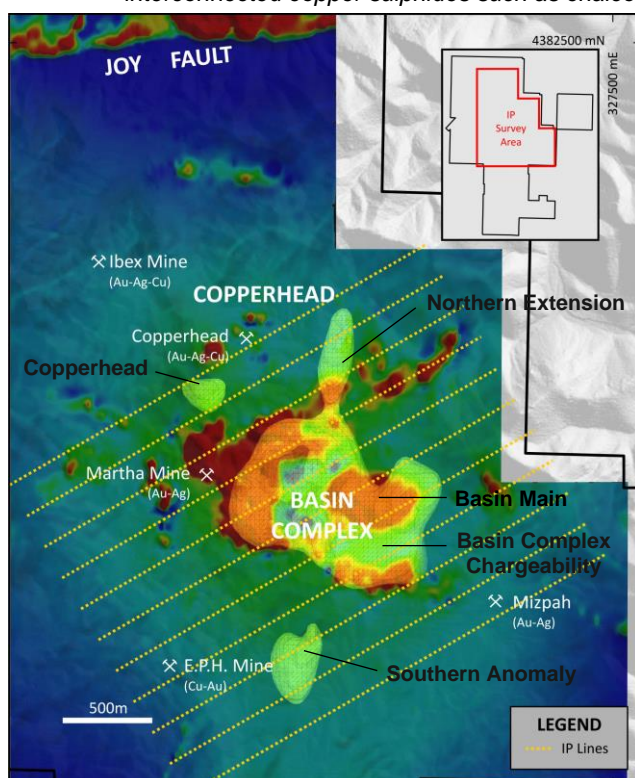 interconnected copper sulphides such as chalco
JOY FAULT
4382500 mN
327500 mE
IP
Survey
Area
Ibex Mine
(Au-Ag-Cu)
COPPERHEAD
Northern Extension
Copperhead
(Au-Ag-Cu)
Copperhead
Martha Mine
(Au-Ag)
BASIN
COMPLEX
Basin Main
Basin Complex
Chargeability
Mizpah
(Au-Ag)
E.P.H. Mine
(Cu-Au)
Southern Anomaly
500m
LEGEND
IP Lines